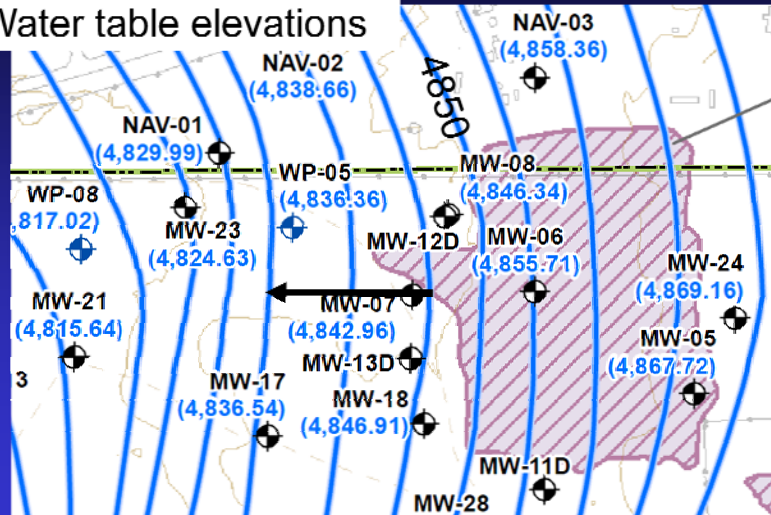 Water table elevations
NAV-03
(4,858.36)
NAV-02
(4,838.66)
4850
NAV-01
(4,829.99)
WP-05
(4,836.36)
MW-08
(4,846.34)
WP-08
,817.02)
MW-23
(4,824.63)
MW-12D
MW-06
(4,855.71)
MW-24
(4,869.16)
MW-21
(4,815.64)
MW-07
(4,842.96)
MW-05
(4,867.72)
MW-13D
3
MW-17
(4,836.54)
MW-18
(4,846.91)
MW-11D
MW-28